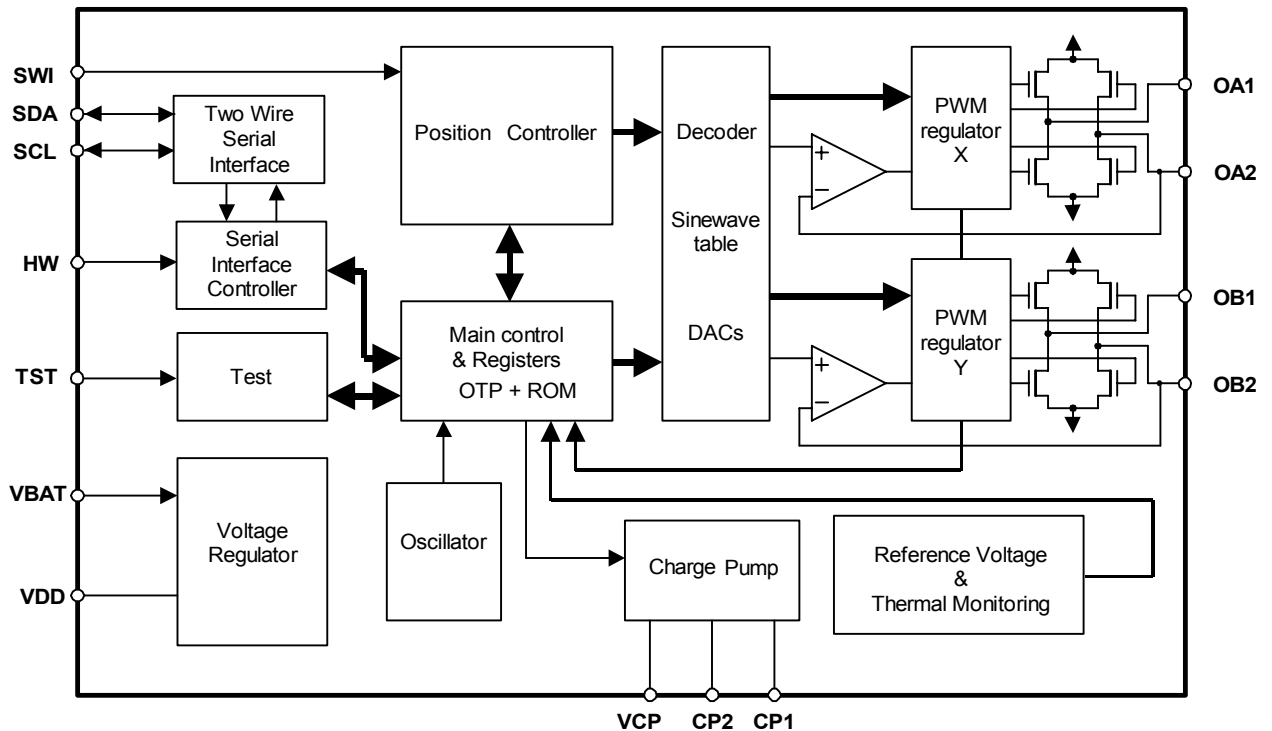 SWI
SDA
SCL
HW
TST
VBAT
VDD
Two Wire
Serial
Interface
Serial
Interface
Controller
Test
Voltage
Regulator
Position Controller
Main control
& Registers
OTP + ROM
Oscillator
Decoder
Sinewave
table
DACs
+
−
+
−
PWM
regulator
X
PWM
regulator
Y
Charge Pump
Reference Voltage
&
Thermal Monitoring
OA1
OA2
OB1
OB2
VCP
CP2
CP1